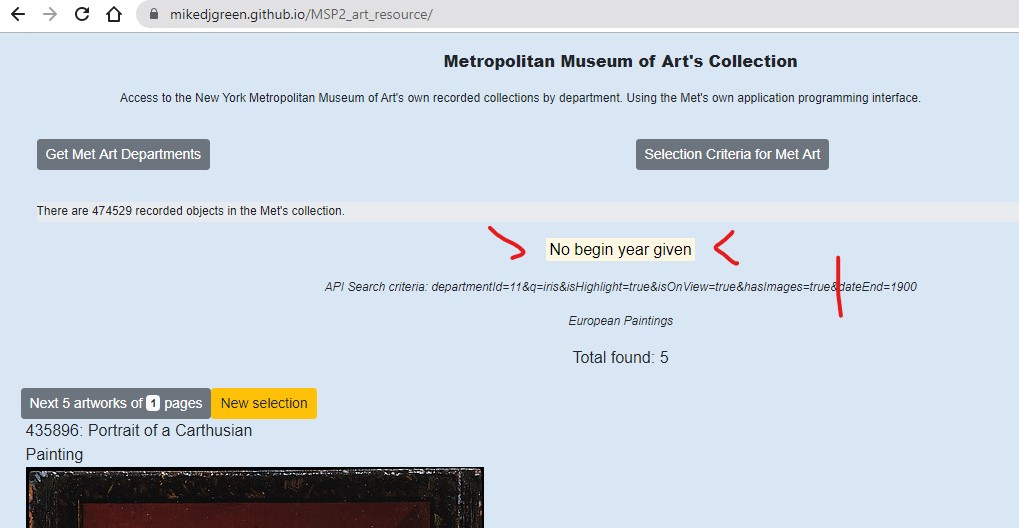 mikedjgreen.github.io/MSP2_art_resource/
Metropolitan Museum of Art's Collection
Access to the New York Metropolitan Museum of Art's own recorded collections by department. Using the Met's own application programming interface.
Get Met Art Departments
Selection Criteria for Met Art
There are 474529 recorded objects in the Met's collection.
No begin year given
API Search criteria: departmentId=11&q=iris&isHighlight=true&isOnView=true&hasImages=true&dateEnd=1900
European Paintings
Total found: 5
Next 5 artworks of 1 pages
New selection
435896: Portrait of a Carthusian
Painting